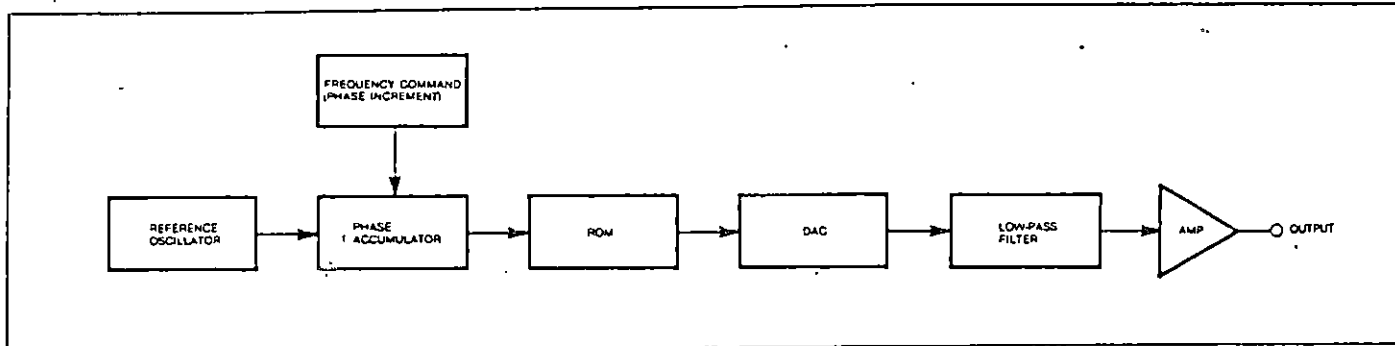 FREQUENCY COMMAND
(PHASE INCREMENT)
REFERENCE
OSCILLATOR
PHASE
ACCUMULATOR
ROM
DAC
LOW-PASS
FILTER
AMP
OUTPUT